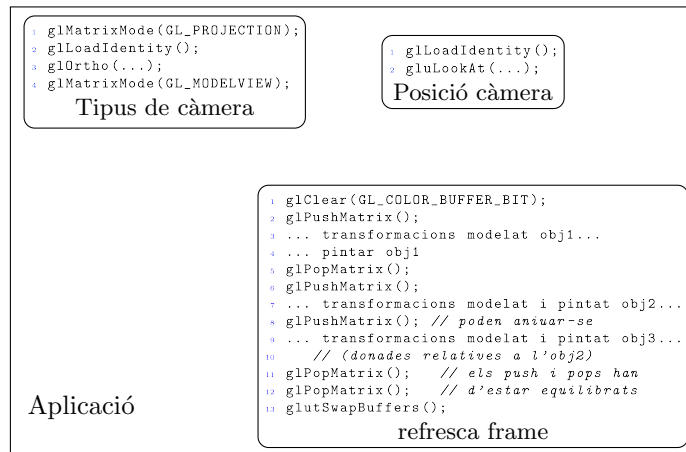 1 glMatrixMode(GL_PROJECTION);
2 glLoadIdentity();
3 glOrtho(...);
4 glMatrixMode(GL_MODELVIEW);
Tipus de càmera
1 glLoadIdentity();
2 gluLookAt(...);
Posició càmera
1 glClear(GL_COLOR_BUFFER_BIT);
2 glPushMatrix();
3 ... transformacions modelat obj1...
4 ... pintar obj1
5 glPopMatrix();
6 glPushMatrix();
7 ... transformacions modelat i pintat obj2...
8 glPushMatrix(); // poden aniuar-se
9 ... transformacions modelat i pintat obj3...
10 // (donades relatives a l'obj2)
11 glPopMatrix(); // els push i pops han
12 glPopMatrix(); // d'estar equilibrats
13 glutSwapBuffers();
refresca frame
Aplicació